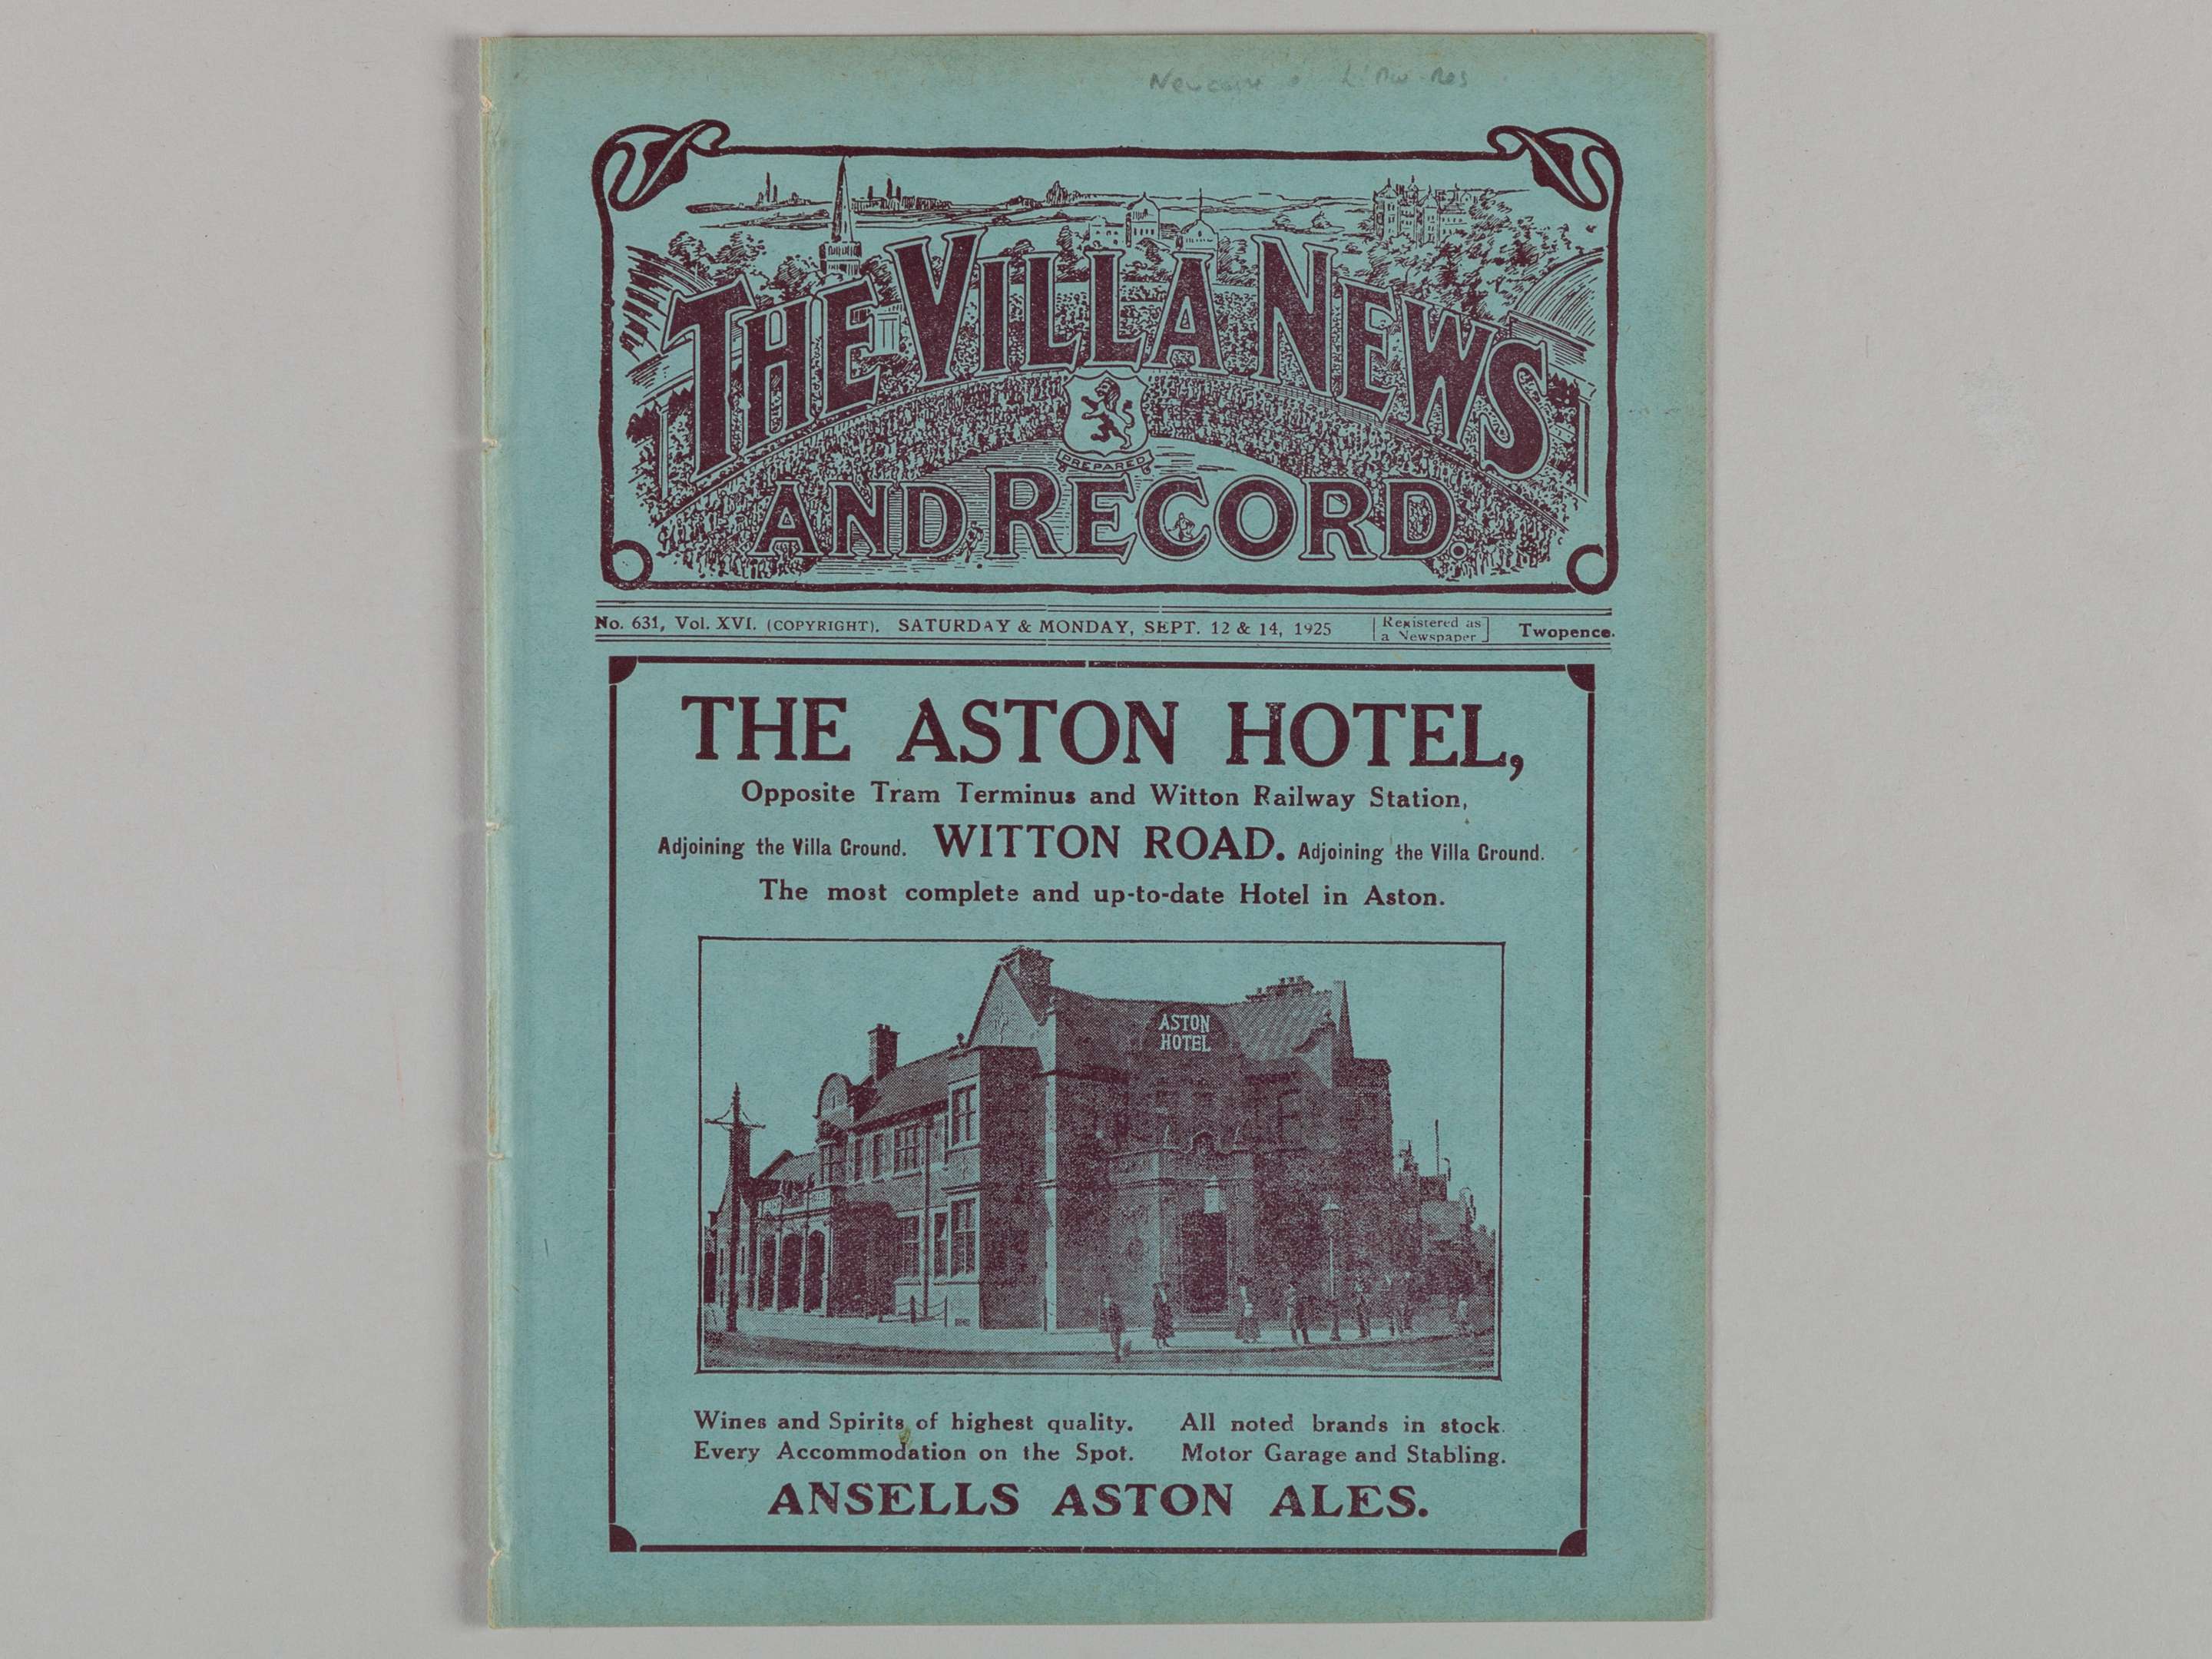 THE VILLA NEWS
PREPARED
AND RECORD.
No. 631, Vol. XVI. (COPYRIGHT). SATURDAY & MONDAY, SEPT. 12 & 14, 1925 [Registered as a Newspaper] Twopence.
THE ASTON HOTEL,
Opposite Tram Terminus and Witton Railway Station,
Adjoining the Villa Ground. WITTON ROAD. Adjoining the Villa Ground.
The most complete and up-to-date Hotel in Aston.
ASTON
HOTEL
Wines and Spirits of highest quality. All noted brands in stock.
Every Accommodation on the Spot. Motor Garage and Stabling.
ANSELLS ASTON ALES.